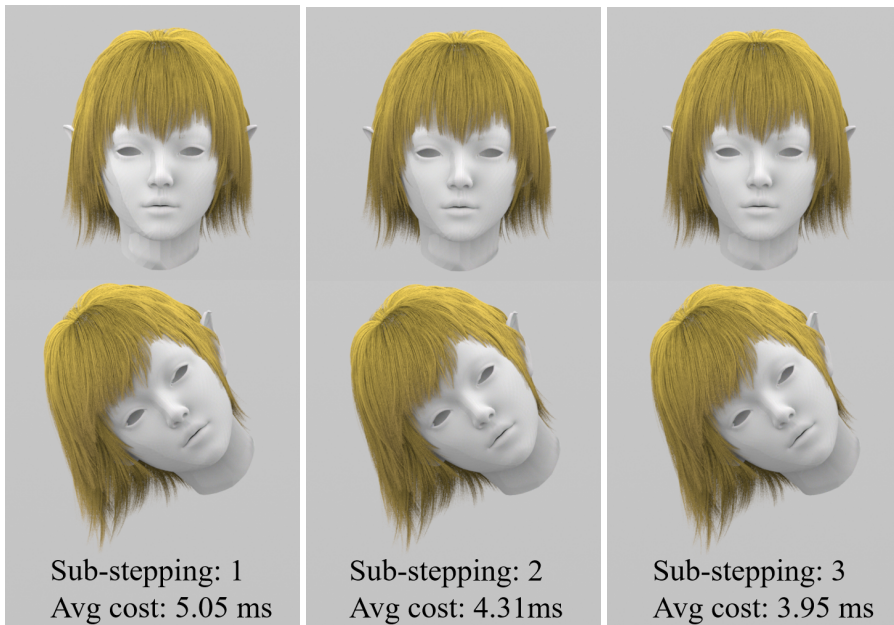 Sub-stepping: 1
Avg cost: 5.05 ms
Sub-stepping: 2
Avg cost: 4.31ms
Sub-stepping: 3
Avg cost: 3.95 ms